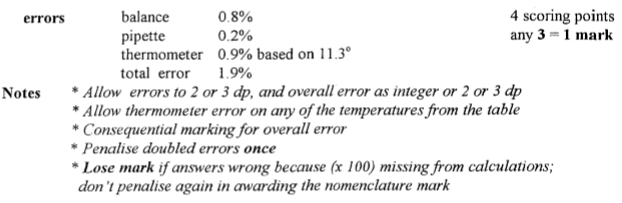 errors balance 0.8% 4 scoring points
pipette 0.2% any 3 = 1 mark
thermometer 0.9% based on 11.3°
total error 1.9%
Notes * Allow errors to 2 or 3 dp, and overall error as integer or 2 or 3 dp
* Allow thermometer error on any of the temperatures from the table
* Consequential marking for overall error
* Penalise doubled errors once
* Lose mark if answers wrong because (x 100) missing from calculations;
don't penalise again in awarding the nomenclature mark